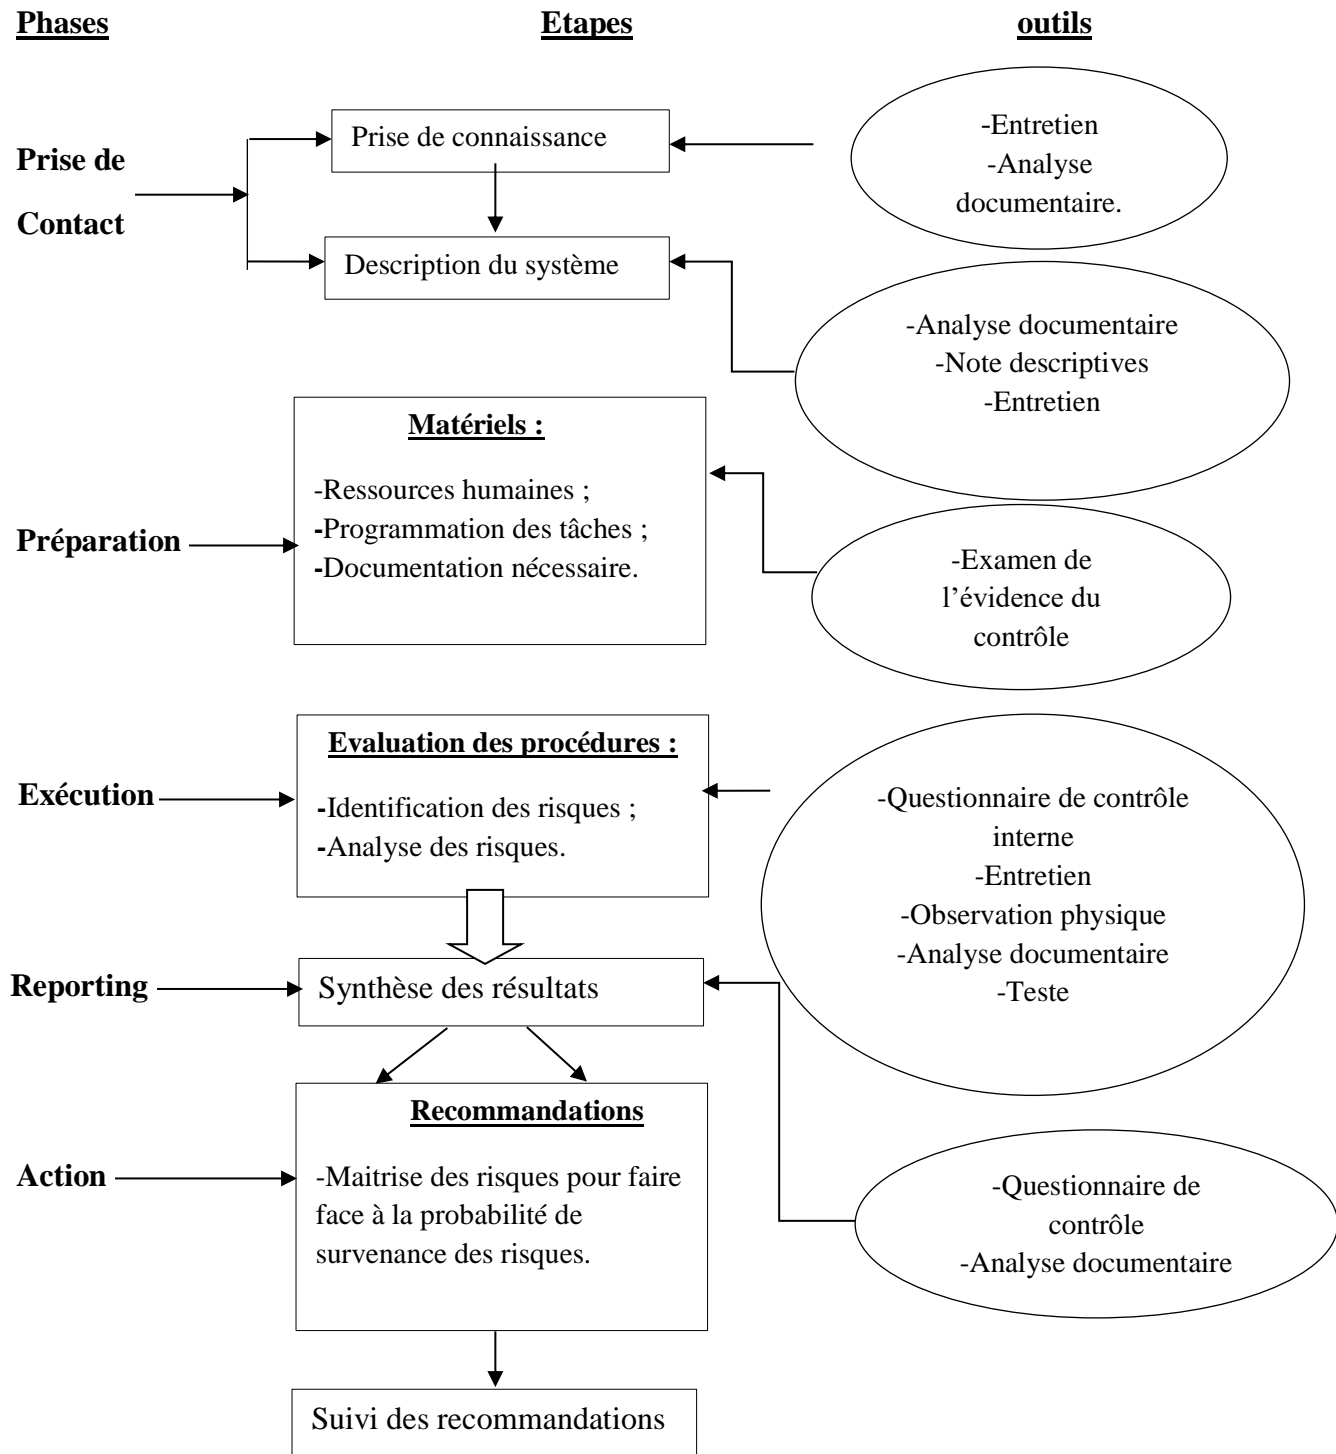 Phases
Etapes
outils
Prise de
Contact
Prise de connaissance
-Entretien
-Analyse
documentaire.
Description du système
-Analyse documentaire
-Note descriptives
-Entretien
Préparation
Matériels :
-Ressources humaines ;
-Programmation des tâches ;
-Documentation nécessaire.
-Examen de
l’évidence du
contrôle
Exécution
Evaluation des procédures :
-Identification des risques ;
-Analyse des risques.
-Questionnaire de contrôle
interne
-Entretien
-Observation physique
-Analyse documentaire
-Teste
Reporting
Synthèse des résultats
Action
Recommandations
-Maitrise des risques pour faire
face à la probabilité de
survenance des risques.
-Questionnaire de
contrôle
-Analyse documentaire
Suivi des recommandations